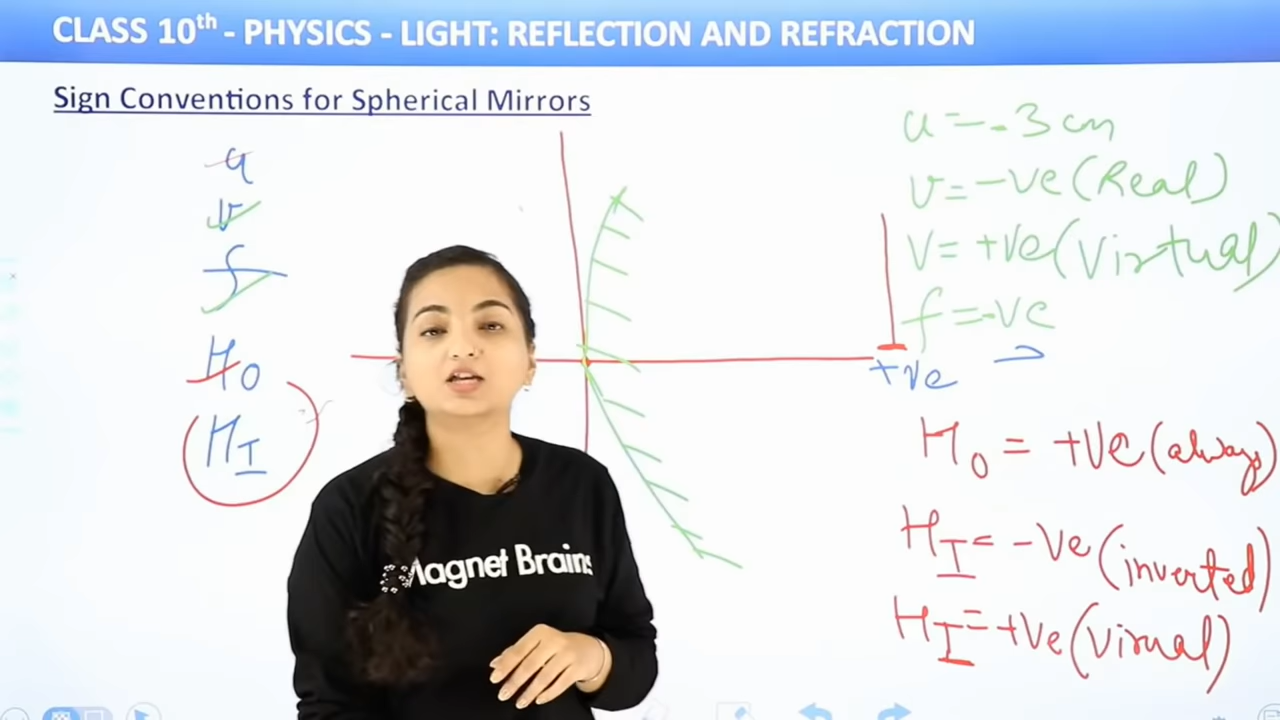 CLASS 10th - PHYSICS - LIGHT: REFLECTION AND REFRACTION
Sign Conventions for Spherical Mirrors
u
v
f
HO
HI
u = -3 cm
v = -ve (Real)
V = +ve (Virtual)
f = -ve
+ve
HO = +ve (always)
HI = -ve (inverted)
HI = +ve (Virual)
Magnet Brains